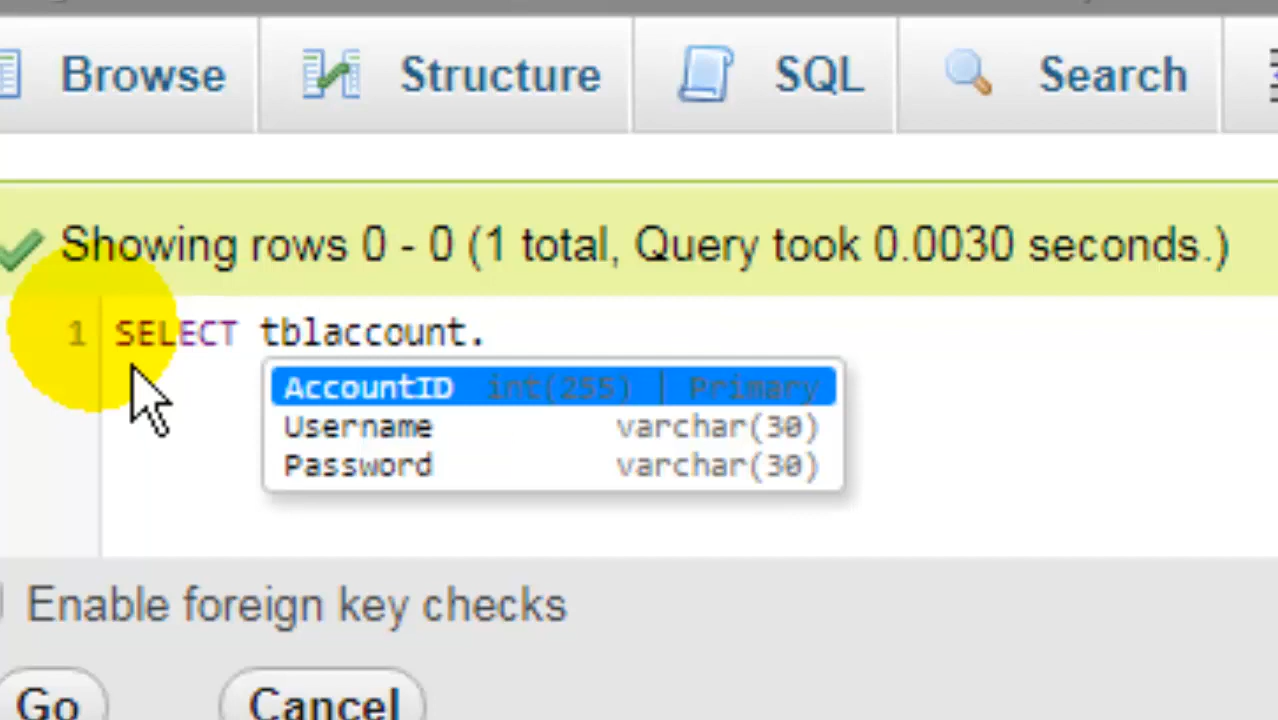 Browse Structure SQL Search
Showing rows 0 - 0 (1 total, Query took 0.0030 seconds.)
1 SELECT tblaccount.
AccountID int(255) | Primary
Username varchar(30)
Password varchar(30)
Enable foreign key checks
Go Cancel